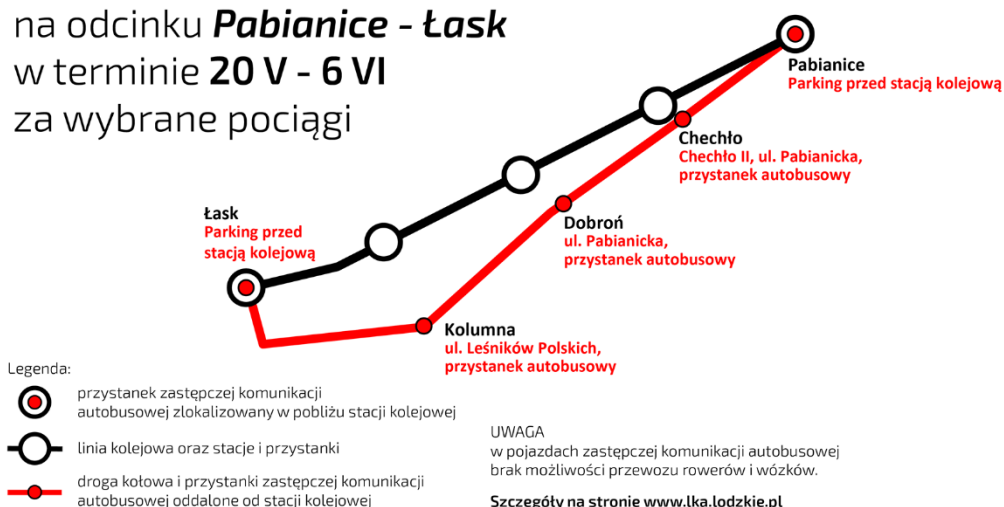 na odcinku Pabianice - Łask
w terminie 20 V - 6 VI
za wybrane pociągi
Pabianice
Parking przed stacją kolejową
Chechło
Chechło II, ul. Pabianicka,
przystanek autobusowy
Dobroń
ul. Pabianicka,
przystanek autobusowy
Łask
Parking przed
stacją kolejową
Kolumna
ul. Leśników Polskich,
przystanek autobusowy
Legenda:
przystanek zastępczej komunikacji
autobusowej zlokalizowany w pobliżu stacji kolejowej
linia kolejowa oraz stacje i przystanki
droga kołowa i przystanki zastępczej komunikacji
autobusowej oddalone od stacji kolejowej
UWAGA
w pojazdach zastępczej komunikacji autobusowej
brak możliwości przewozu rowerów i wózków.
Szczegóły na stronie www.lka.lodzkie.pl